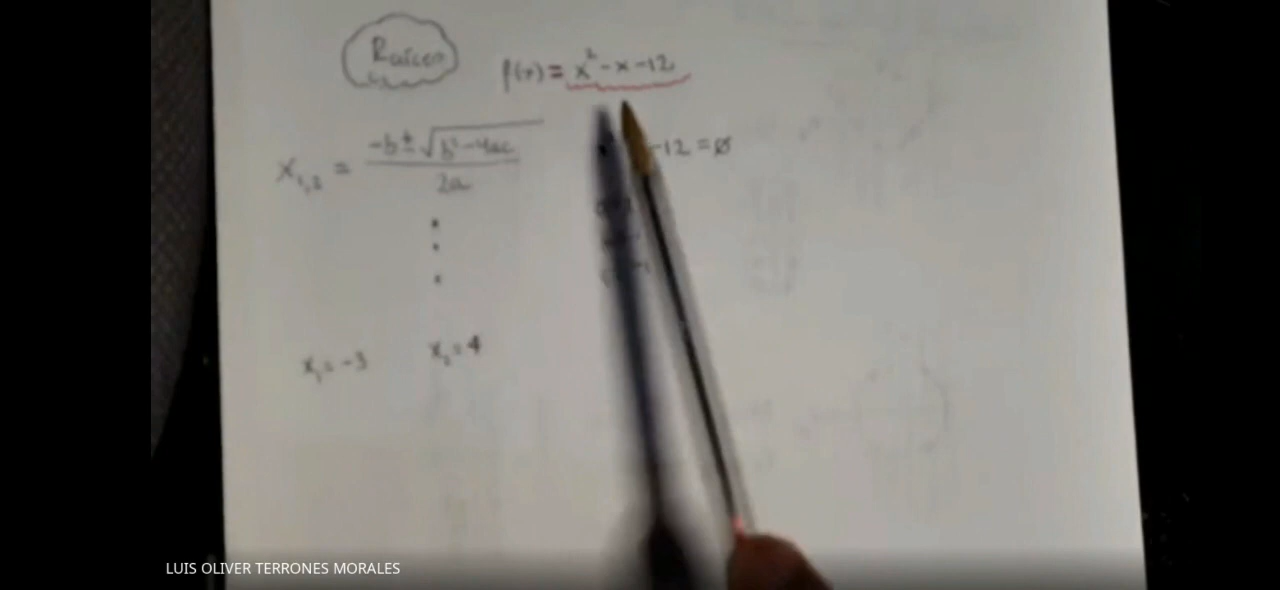 Raíces
f(x) = x² - x - 12
x₁,₂ = (-b ± √(b² - 4ac)) / 2a
-12 = ø
x₁ = -3 x₂ = 4
LUIS OLIVER TERRONES MORALES